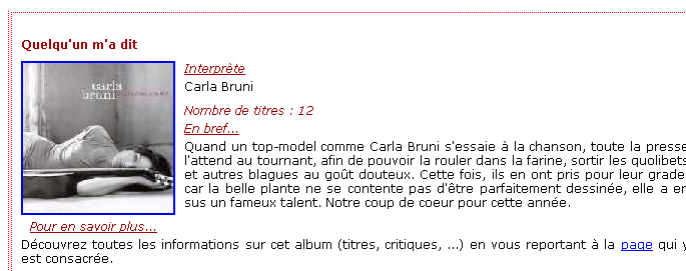 Quelqu'un m'a dit
carla
bruni
Interprète
Carla Bruni
Nombre de titres : 12
En bref...
Quand un top-model comme Carla Bruni s'essaie à la chanson, toute la presse
l'attend au tournant, afin de pouvoir la rouler dans la farine, sortir les quolibets
et autres blagues au goût douteux. Cette fois, ils en ont pris pour leur grade
car la belle plante ne se contente pas d'être parfaitement dessinée, elle a en
sus un fameux talent. Notre coup de coeur pour cette année.
Pour en savoir plus...
Découvrez toutes les informations sur cet album (titres, critiques, ...) en vous reportant à la page qui y
est consacrée.